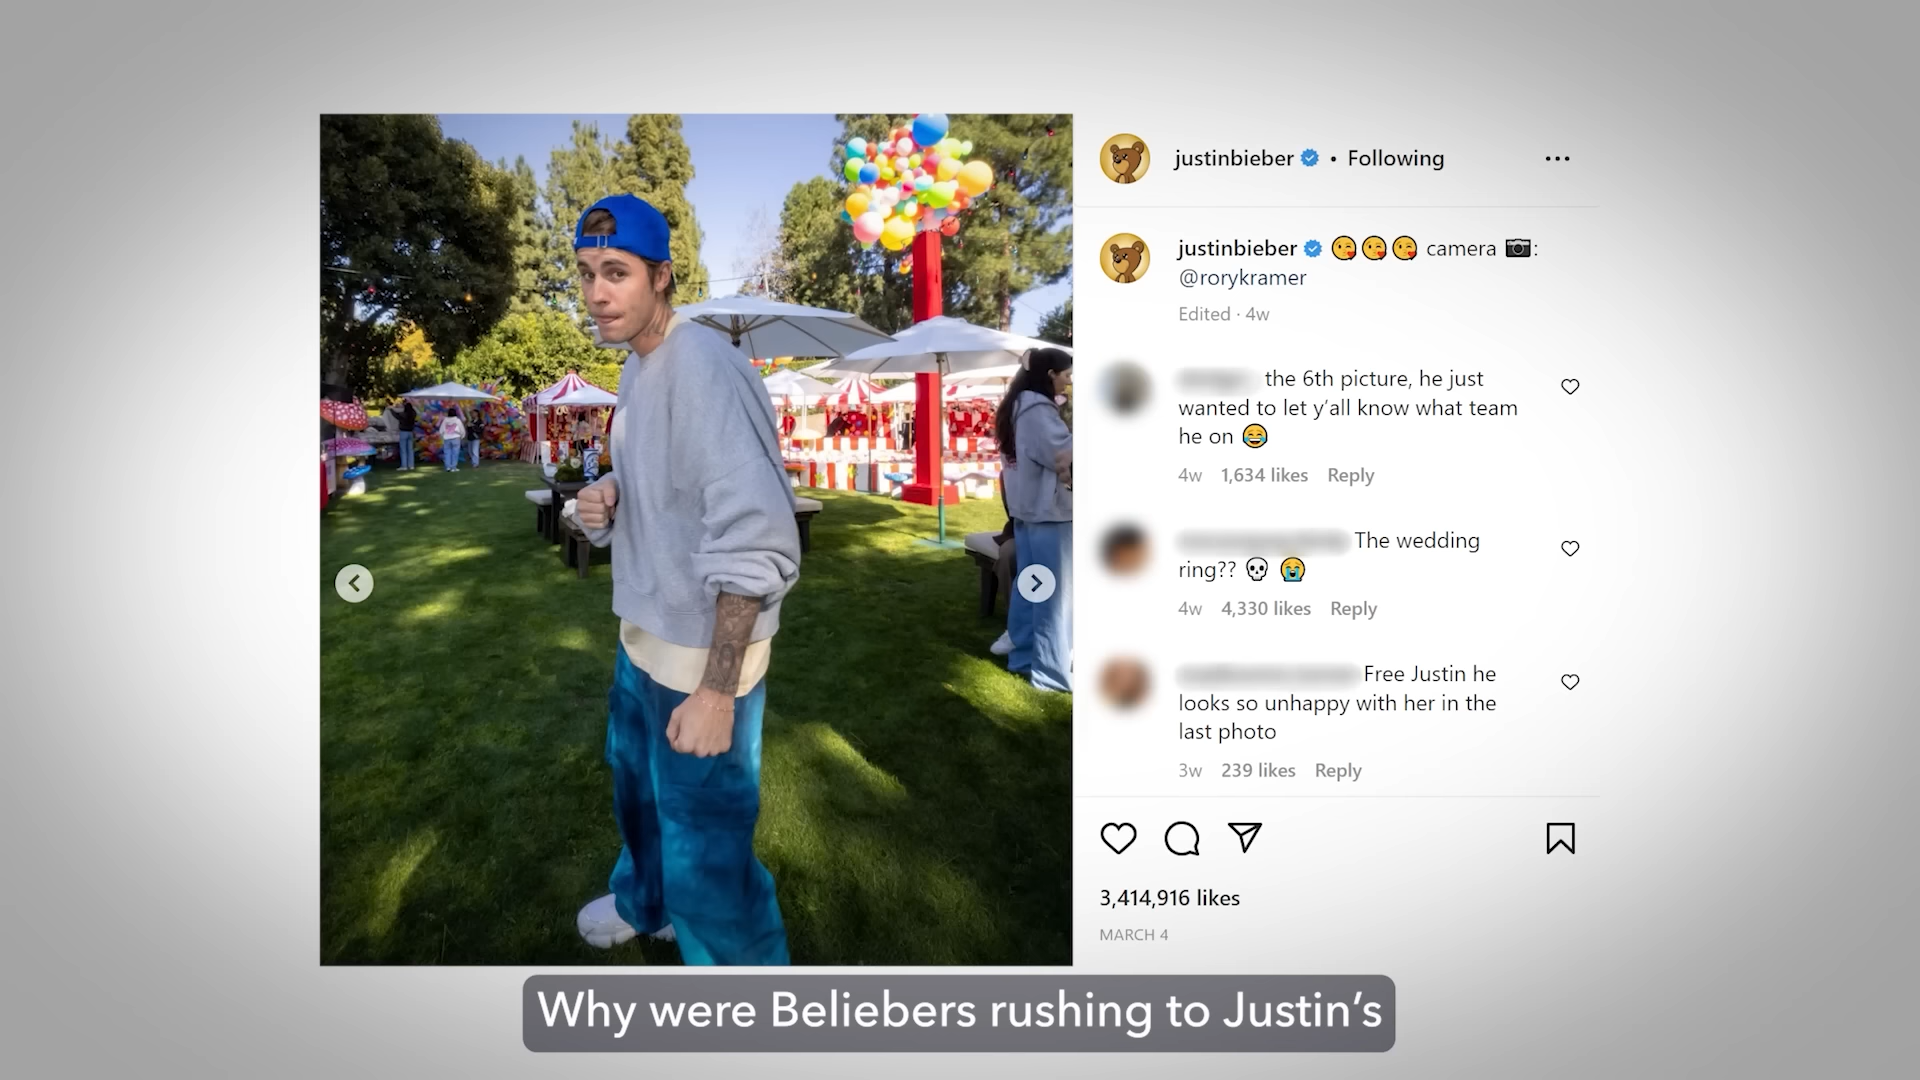 justinbieber • Following
justinbieber 😘😘😘 camera 📷:
@rorykramer
Edited · 4w
the 6th picture, he just
wanted to let y'all know what team
he on 😂
4w 1,634 likes Reply
The wedding
ring?? 💀 😭
4w 4,330 likes Reply
Free Justin he
looks so unhappy with her in the
last photo
3w 239 likes Reply
3,414,916 likes
MARCH 4
Why were Beliebers rushing to Justin's